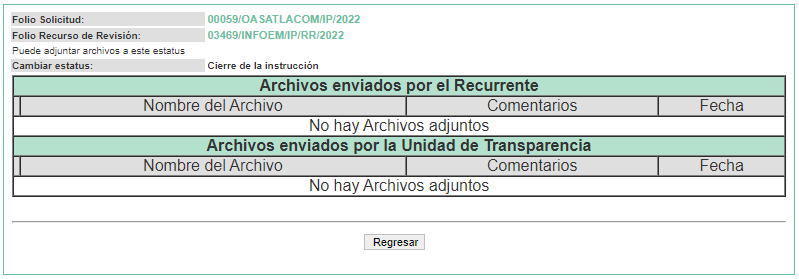 Folio Solicitud: 00059/OASATLACOM/IP/2022
Folio Recurso de Revisión: 03469/INFOEM/IP/RR/2022
Puede adjuntar archivos a este estatus
Cambiar estatus: Cierre de la instrucción
Archivos enviados por el Recurrente
Nombre del Archivo Comentarios Fecha
No hay Archivos adjuntos
Archivos enviados por la Unidad de Transparencia
Nombre del Archivo Comentarios Fecha
No hay Archivos adjuntos
Regresar